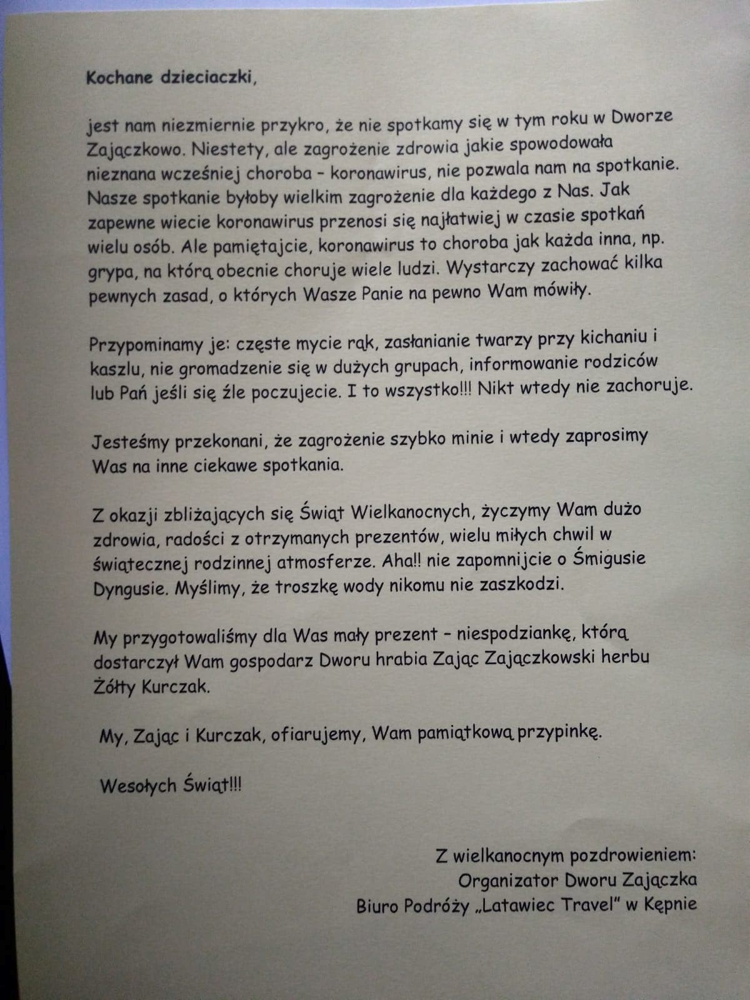 Kochane dzieciaczki,
jest nam niezmiernie przykro, że nie spotkamy się w tym roku w Dworze
Zajączkowo. Niestety, ale zagrożenie zdrowia jakie spowodowała
nieznana wcześniej choroba – koronawirus, nie pozwala nam na spotkanie.
Nasze spotkanie byłoby wielkim zagrożenie dla każdego z Nas. Jak
zapewne wiecie koronawirus przenosi się najłatwiej w czasie spotkań
wielu osób. Ale pamiętajcie, koronawirus to choroba jak każda inna, np.
grypa, na którą obecnie choruje wiele ludzi. Wystarczy zachować kilka
pewnych zasad, o których Wasze Panie na pewno Wam mówiły.
Przypominamy je: częste mycie rąk, zasłanianie twarzy przy kichaniu i
kaszlu, nie gromadzenie się w dużych grupach, informowanie rodziców
lub Pań jeśli się źle poczujecie. I to wszystko!!! Nikt wtedy nie zachoruje.
Jesteśmy przekonani, że zagrożenie szybko minie i wtedy zaprosimy
Was na inne ciekawe spotkania.
Z okazji zbliżających się Świąt Wielkanocnych, życzymy Wam dużo
zdrowia, radości z otrzymanych prezentów, wielu miłych chwil w
świątecznej rodzinnej atmosferze. Aha!! nie zapomnijcie o Śmigusie
Dyngusie. Myślimy, że troszkę wody nikomu nie zaszkodzi.
My przygotowaliśmy dla Was mały prezent – niespodziankę, którą
dostarczył Wam gospodarz Dworu hrabia Zając Zajączkowski herbu
Żółty Kurczak.
My, Zając i Kurczak, ofiarujemy, Wam pamiątkową przypinkę.
Wesołych Świąt!!!
Z wielkanocnym pozdrowieniem:
Organizator Dworu Zajączka
Biuro Podróży „Latawiec Travel” w Kępnie